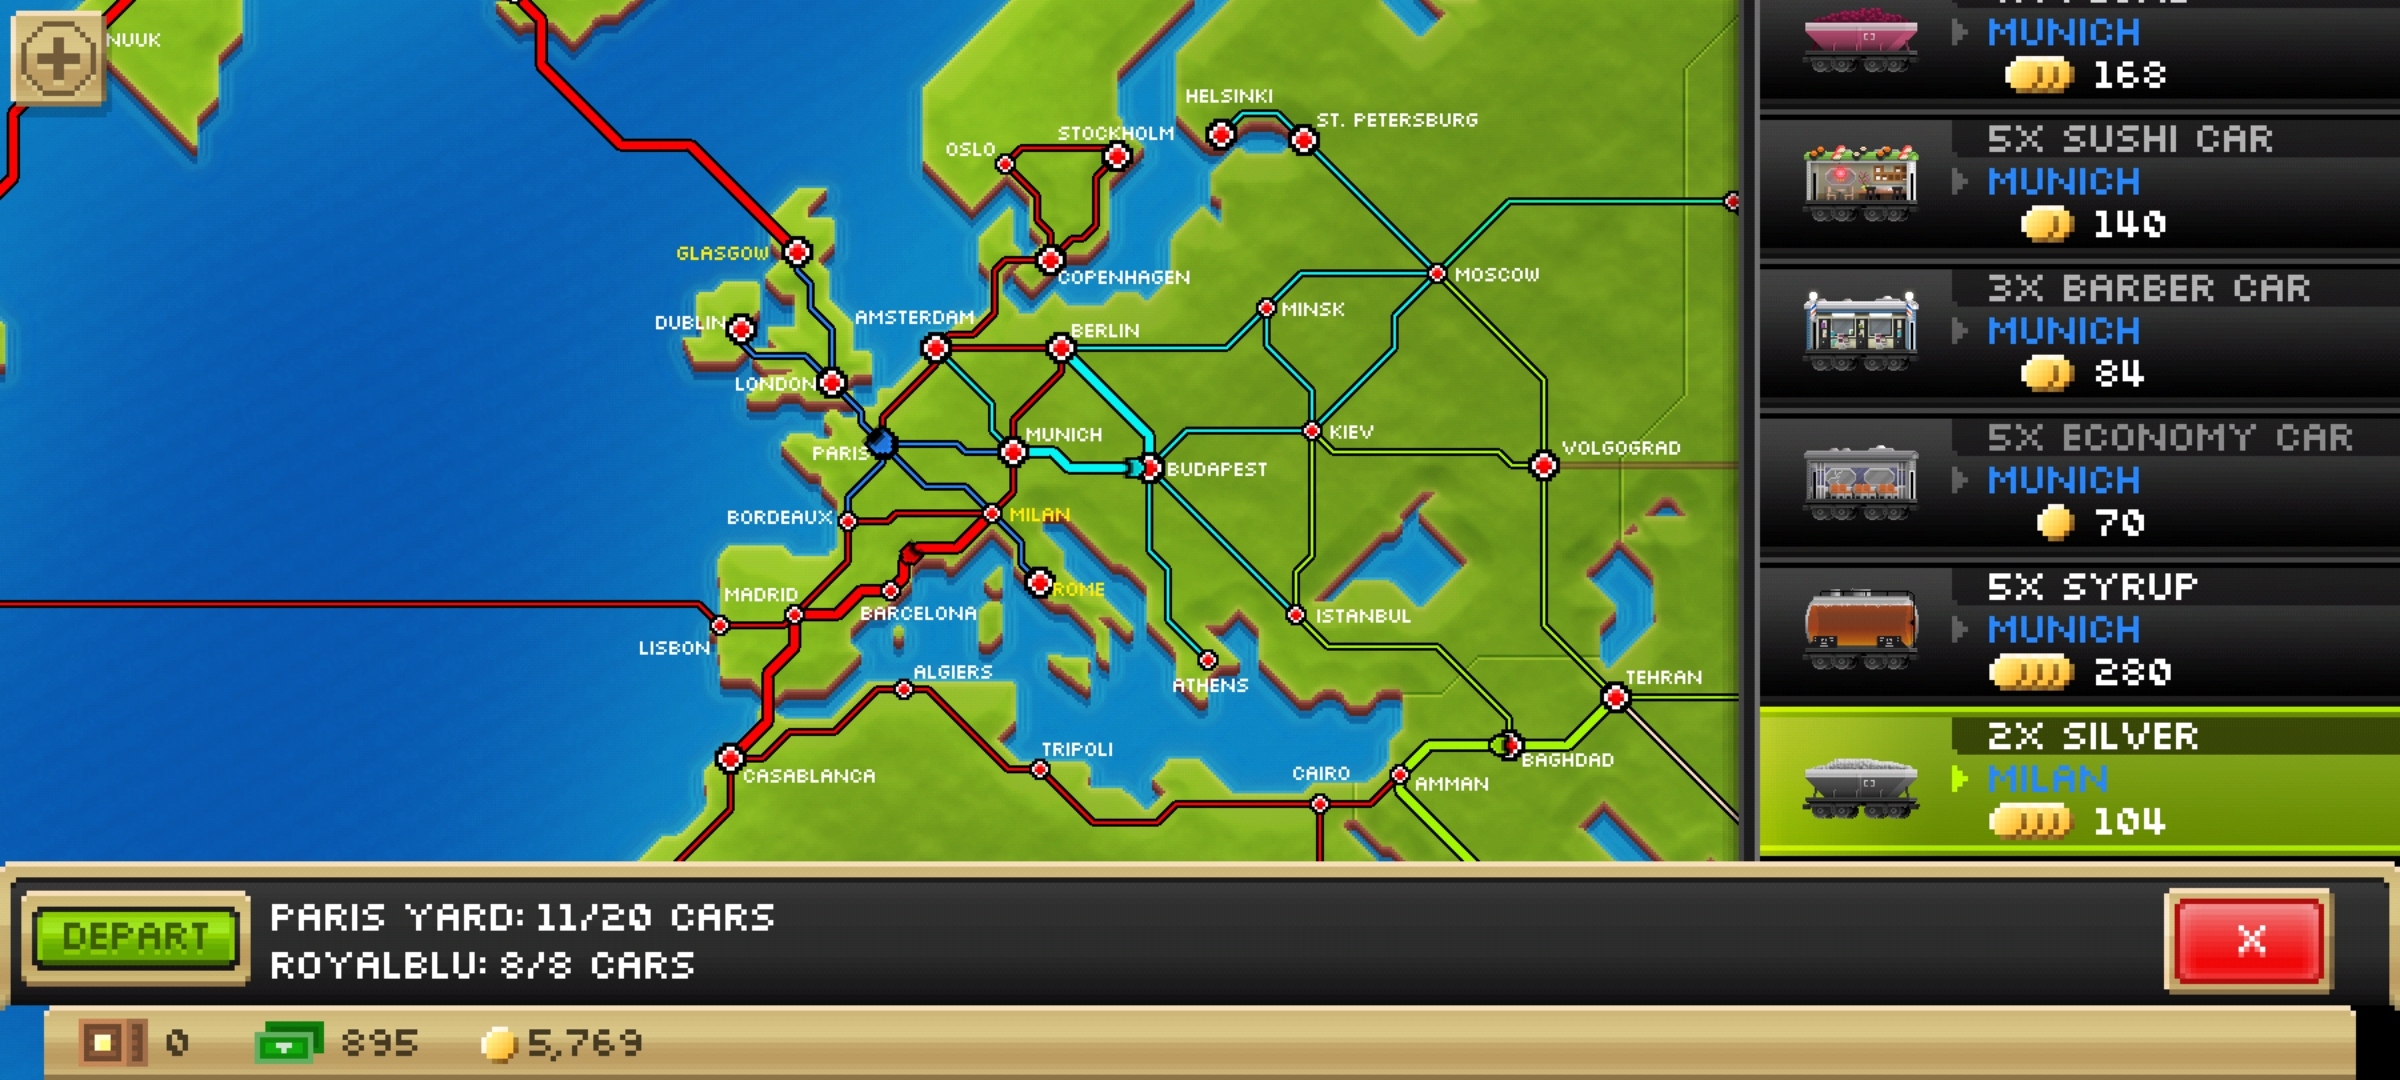 NUUK
MUNICH
168
HELSINKI
ST. PETERSBURG
STOCKHOLM
OSLO
5X SUSHI CAR
MUNICH
140
GLASGOW
COPENHAGEN
MOSCOW
3X BARBER CAR
MUNICH
84
DUBLIN
AMSTERDAM
BERLIN
MINSK
LONDON
PARIS
MUNICH
BUDAPEST
KIEV
VOLGOGRAD
5X ECONOMY CAR
MUNICH
70
BORDEAUX
MILAN
MADRID
BARCELONA
ROME
ISTANBUL
5X SYRUP
MUNICH
280
LISBON
ALGIERS
ATHENS
TEHRAN
CASABLANCA
TRIPOLI
CAIRO
AMMAN
BAGHDAD
2X SILVER
MILAN
104
DEPART
PARIS YARD: 11/20 CARS
ROYALBLU: 8/8 CARS
X
0
895
5,769